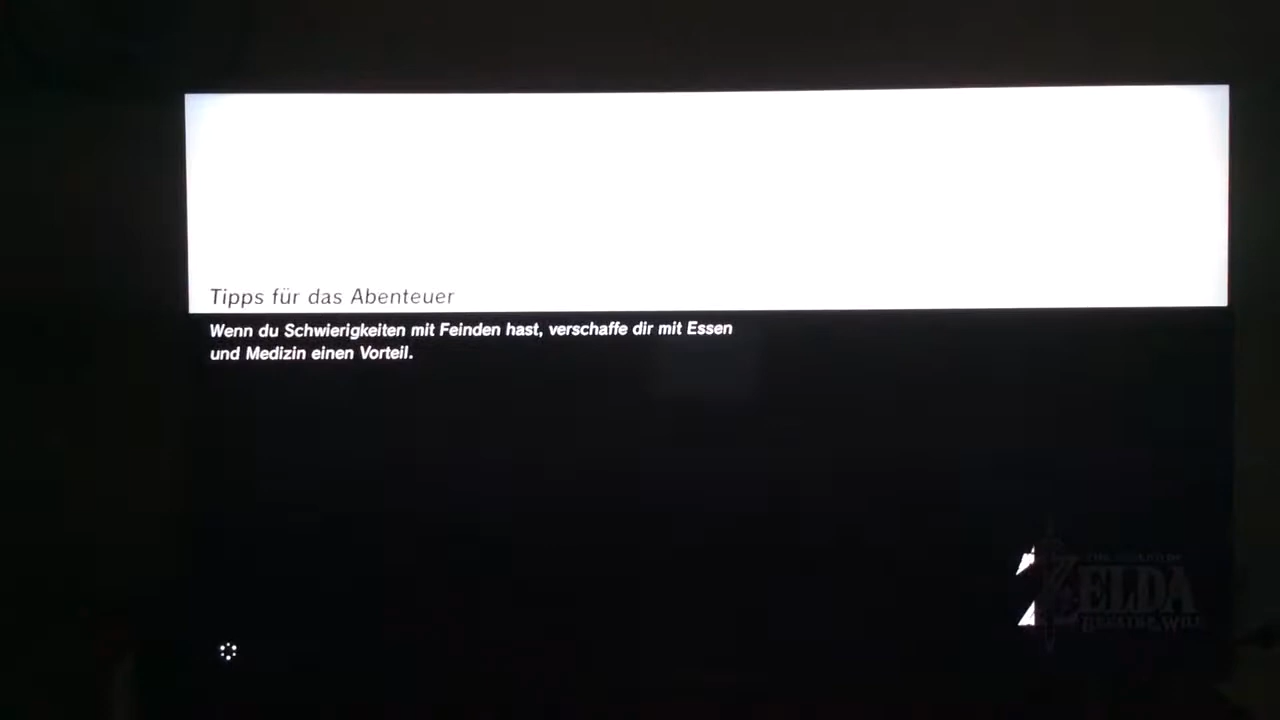 Tipps für das Abenteuer
Wenn du Schwierigkeiten mit Feinden hast, verschaffe dir mit Essen
und Medizin einen Vorteil.
ZELDA